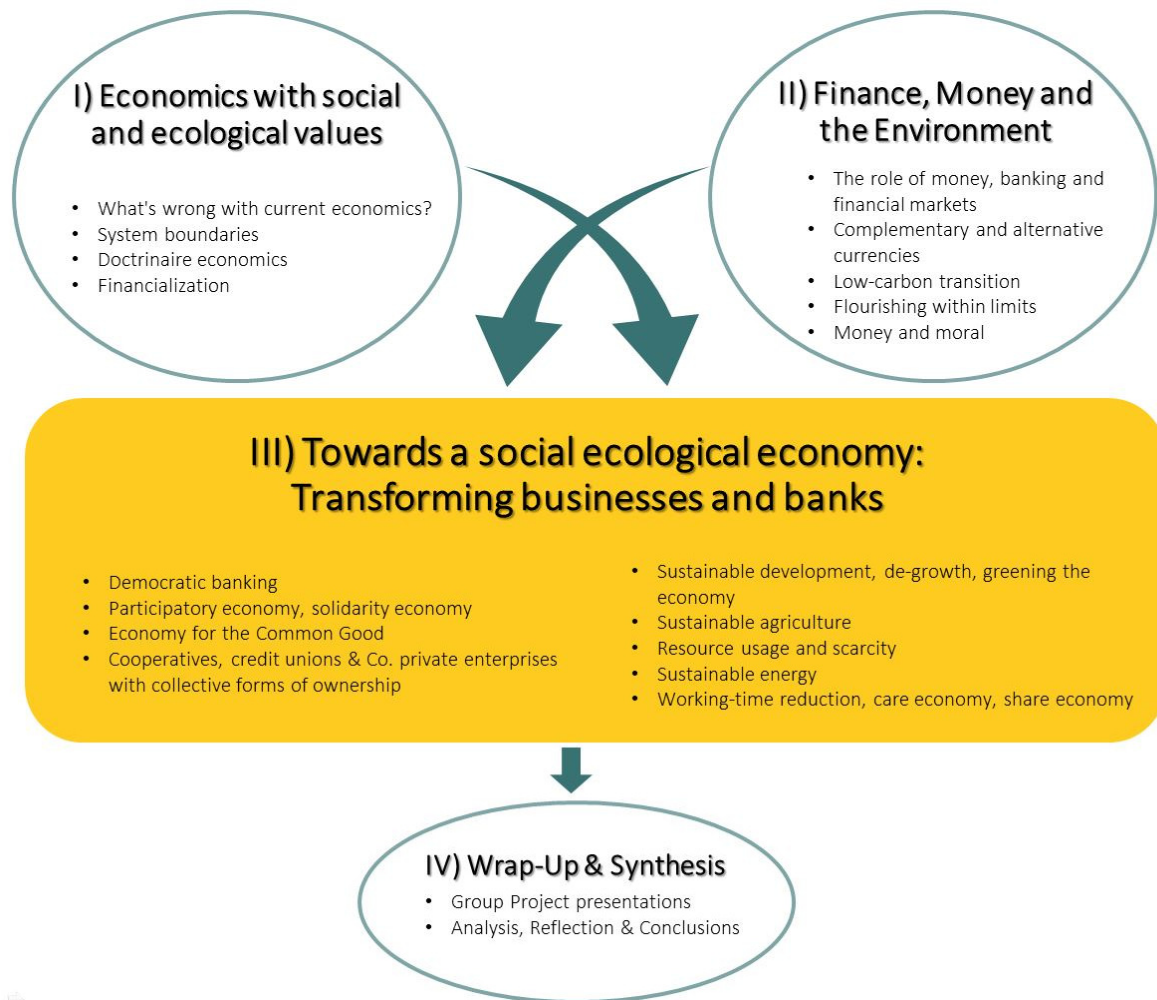 I) Economics with social
and ecological values
• What's wrong with current economics?
• System boundaries
• Doctrinaire economics
• Financialization
II) Finance, Money and
the Environment
• The role of money, banking and
financial markets
• Complementary and alternative
currencies
• Low-carbon transition
• Flourishing within limits
• Money and moral
III) Towards a social ecological economy:
Transforming businesses and banks
• Democratic banking
• Participatory economy, solidarity economy
• Economy for the Common Good
• Cooperatives, credit unions & Co. private enterprises
with collective forms of ownership
• Sustainable development, de-growth, greening the
economy
• Sustainable agriculture
• Resource usage and scarcity
• Sustainable energy
• Working-time reduction, care economy, share economy
IV) Wrap-Up & Synthesis
• Group Project presentations
• Analysis, Reflection & Conclusions